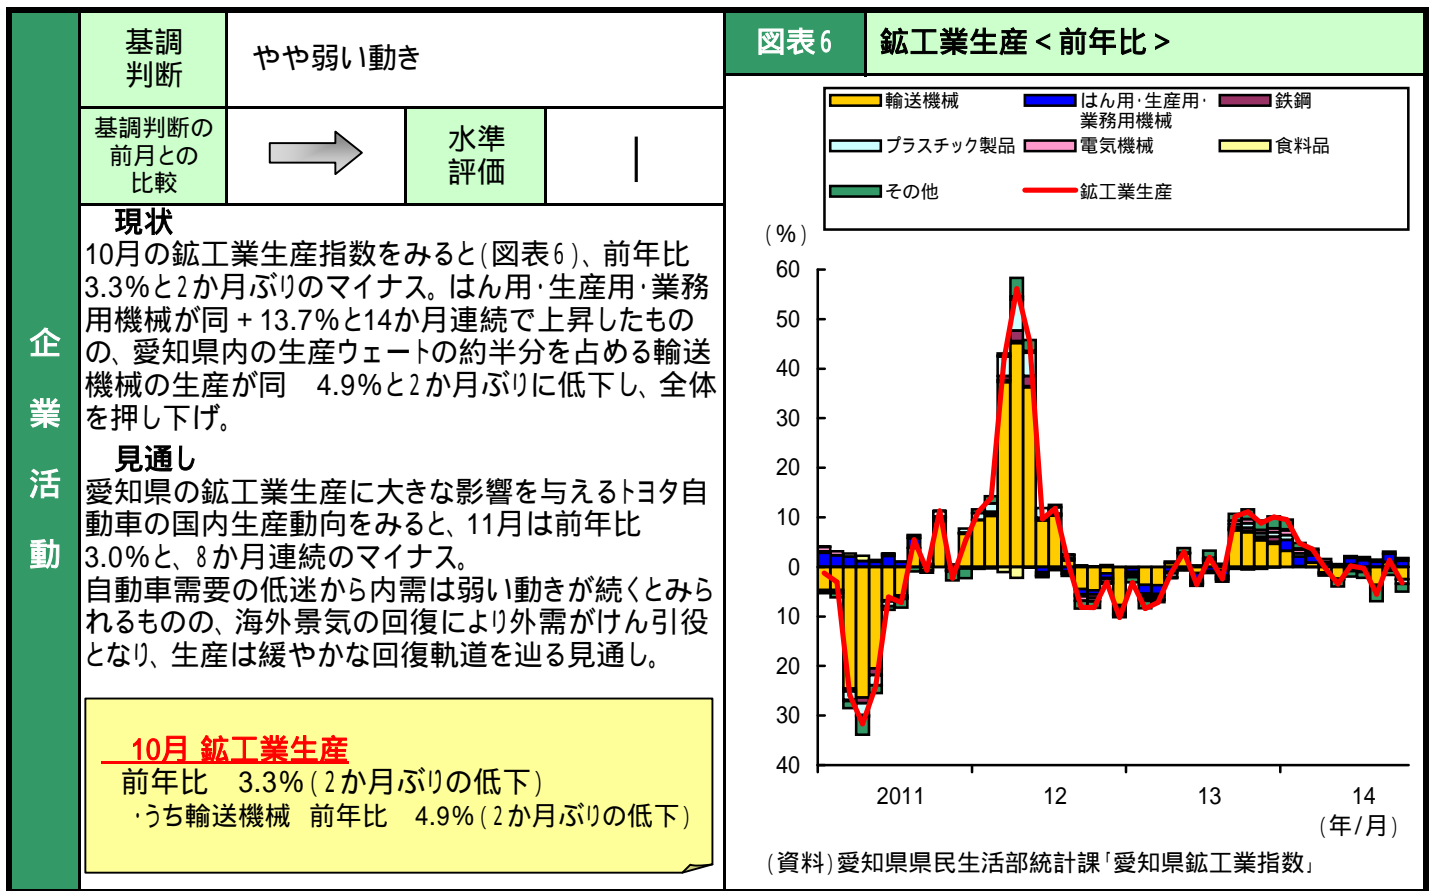 企
業
活
動
基調
判断
やや弱い動き
基調判断の
前月との
比較
水準
評価
|
現状
10月の鉱工業生産指数をみると(図表6)、前年比
3.3%と2か月ぶりのマイナス。はん用・生産用・業務
用機械が同+13.7%と14か月連続で上昇したもの
の、愛知県内の生産ウェートの約半分を占める輸送
機械の生産が同　4.9%と2か月ぶりに低下し、全体
を押し下げ。
見通し
愛知県の鉱工業生産に大きな影響を与えるトヨタ自
動車の国内生産動向をみると、11月は前年比
3.0%と、8か月連続のマイナス。
自動車需要の低迷から内需は弱い動きが続くとみら
れるものの、海外景気の回復により外需がけん引役
となり、生産は緩やかな回復軌道を辿る見通し。
10月 鉱工業生産
前年比　3.3%(2か月ぶりの低下)
・うち輸送機械 前年比　4.9%(2か月ぶりの低下)
図表6
鉱工業生産<前年比>
輸送機械
はん用・生産用・
業務用機械
鉄鋼
プラスチック製品
電気機械
食料品
その他
鉱工業生産
(%)
60
50
40
30
20
10
0
10
20
30
40
2011
12
13
14
(年/月)
(資料)愛知県県民生活部統計課「愛知県鉱工業指数」